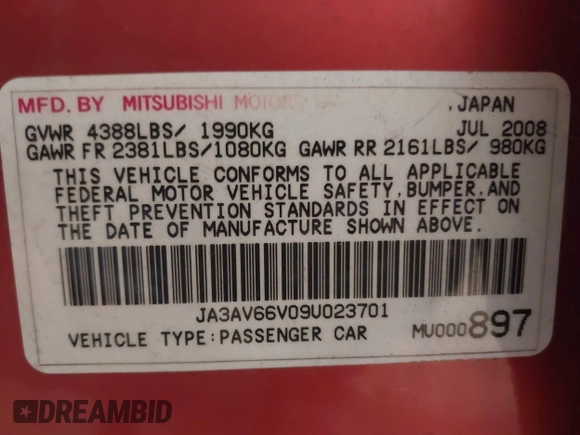 MFD. BY MITSUBISHI , JAPAN
GVWR 4388LBS/ 1990KG JUL 2008
GAWR FR 2381LBS/1080KG GAWR RR 2161LBS/ 980KG
THIS VEHICLE CONFORMS TO ALL APPLICABLE
FEDERAL MOTOR VEHICLE SAFETY, BUMPER, AND
THEFT PREVENTION STANDARDS IN EFFECT ON
THE DATE OF MANUFACTURE SHOWN ABOVE.
JA3AV66V09U023701
VEHICLE TYPE:PASSENGER CAR MU000897
DREAMBID